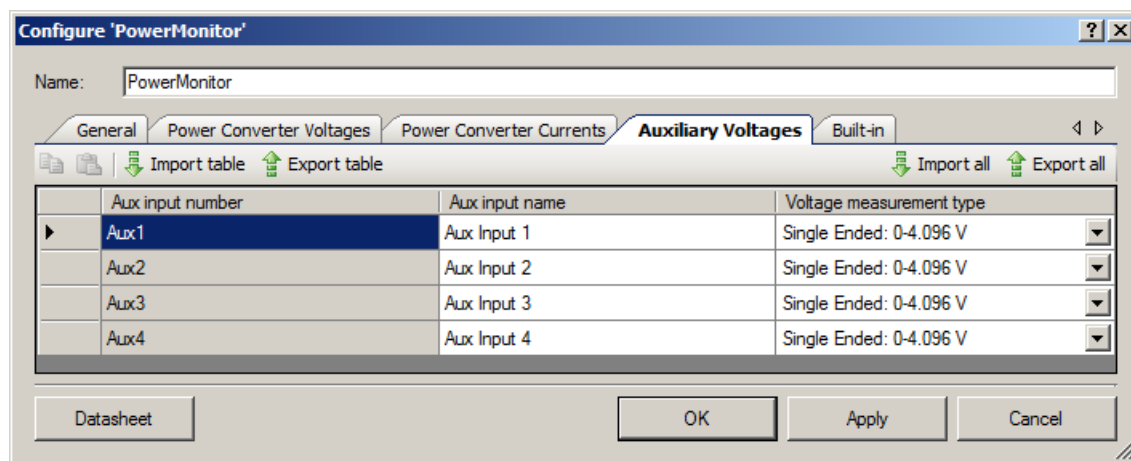 Configure 'PowerMonitor'
Name: PowerMonitor
General Power Converter Voltages Power Converter Currents Auxiliary Voltages Built-in
Import table Export table Import all Export all
Aux input number Aux input name Voltage measurement type
Aux1 Aux Input 1 Single Ended: 0-4.096 V
Aux2 Aux Input 2 Single Ended: 0-4.096 V
Aux3 Aux Input 3 Single Ended: 0-4.096 V
Aux4 Aux Input 4 Single Ended: 0-4.096 V
Datasheet OK Apply Cancel